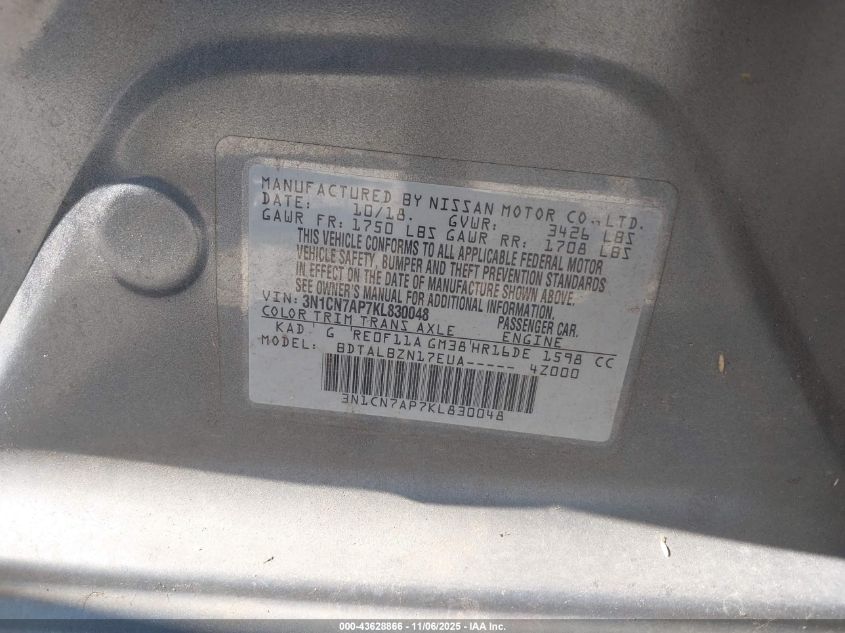 MANUFACTURED BY NISSAN MOTOR CO., LTD.
DATE: 10/18. GVWR: 3426 LBS
GAWR FR: 1750 LBS GAWR RR: 1708 LBS
THIS VEHICLE CONFORMS TO ALL APPLICABLE FEDERAL MOTOR
VEHICLE SAFETY, BUMPER AND THEFT PREVENTION STANDARDS
IN EFFECT ON THE DATE OF MANUFACTURE SHOWN ABOVE.
SEE OWNER'S MANUAL FOR ADDITIONAL INFORMATION.
VIN: 3N1CN7AP7KL830048 PASSENGER CAR.
COLOR TRIM TRANS AXLE ENGINE
KAD ' G 'RE0F11A GM38'HR16DE 1598 CC
MODEL: BDTALBZN17EUA----- 4Z000
3N1CN7AP7KL830048
000-43628866 - 11/06/2025 - IAA Inc.